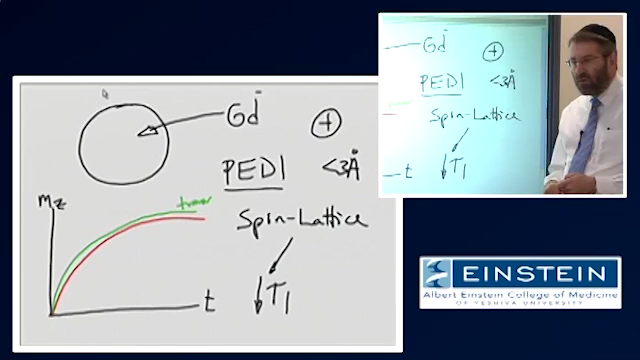 Gd
+
PEDI <3Å
Mz
Spin-Lattice
t
↓T1
Gd
+
PEDI <3Å
Spin-Lattice
t
↓T1
EINSTEIN
Albert Einstein College of Medicine
OF YESHIVA UNIVERSITY